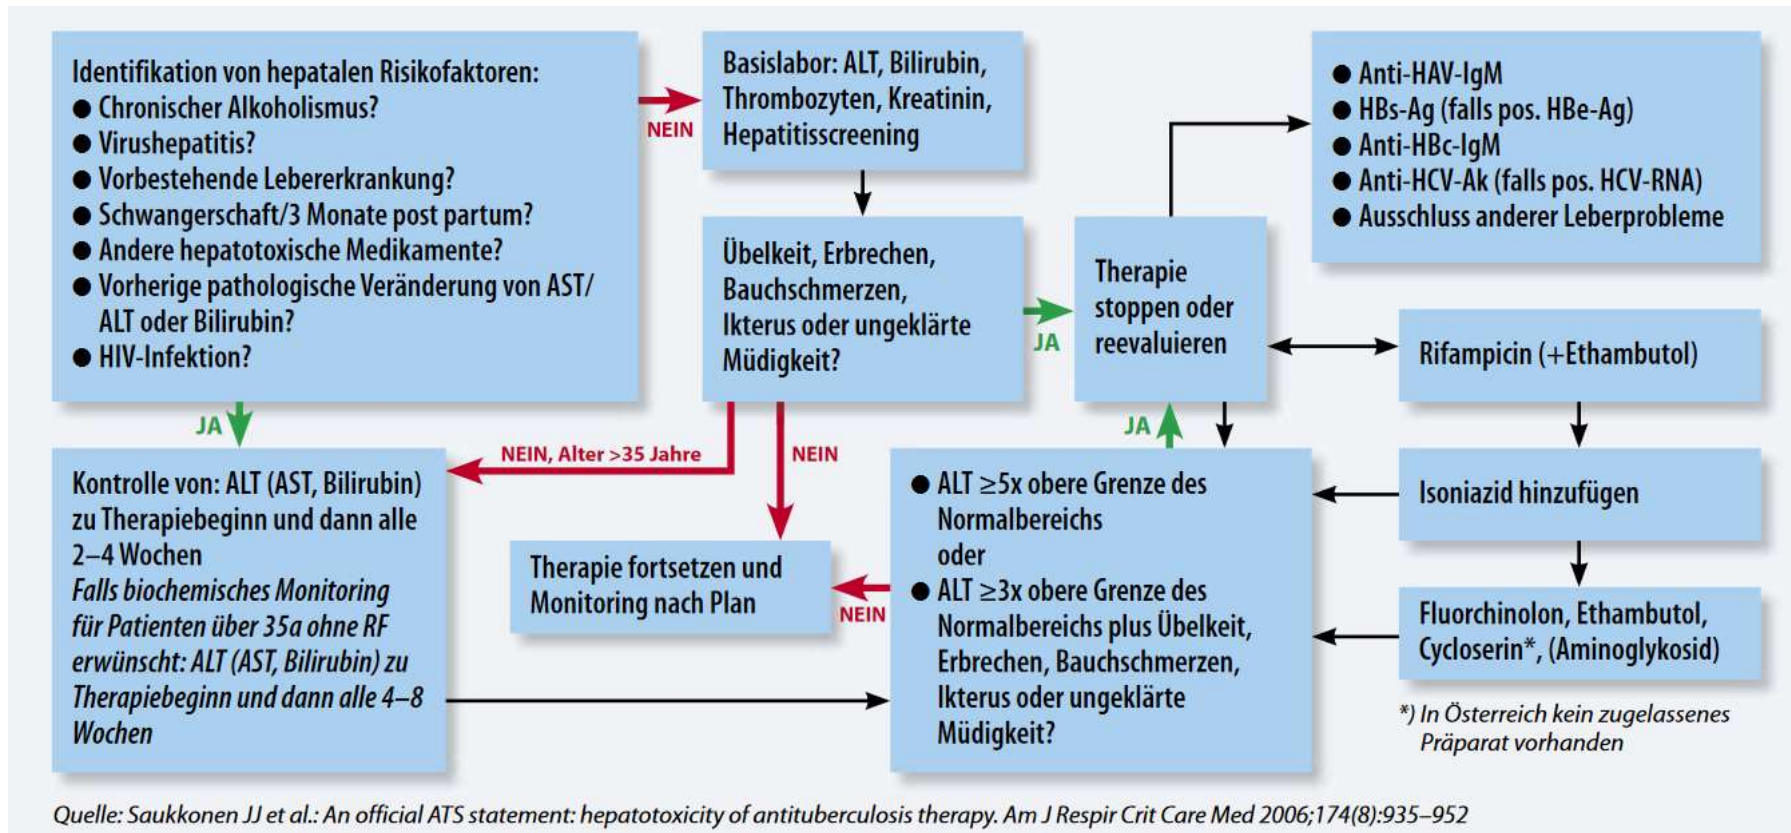 Identifikation von hepatalen Risikofaktoren:
● Chronischer Alkoholismus?
● Virushepatitis?
● Vorbestehende Lebererkrankung?
● Schwangerschaft/3 Monate post partum?
● Andere hepatotoxische Medikamente?
● Vorherige pathologische Veränderung von AST/
ALT oder Bilirubin?
● HIV-Infektion?
NEIN
Basislabor: ALT, Bilirubin,
Thrombozyten, Kreatinin,
Hepatitisscreening
● Anti-HAV-IgM
● HBs-Ag (falls pos. HBe-Ag)
● Anti-HBc-IgM
● Anti-HCV-Ak (falls pos. HCV-RNA)
● Ausschluss anderer Leberprobleme
Übelkeit, Erbrechen,
Bauchschmerzen,
Ikterus oder ungeklärte
Müdigkeit?
JA
Therapie
stoppen oder
reevaluieren
Rifampicin (+Ethambutol)
JA
NEIN, Alter >35 Jahre
NEIN
JA
Kontrolle von: ALT (AST, Bilirubin)
zu Therapiebeginn und dann alle
2–4 Wochen
Falls biochemisches Monitoring
für Patienten über 35a ohne RF
erwünscht: ALT (AST, Bilirubin) zu
Therapiebeginn und dann alle 4–8
Wochen
Therapie fortsetzen und
Monitoring nach Plan
NEIN
● ALT ≥5x obere Grenze des
Normalbereichs
oder
● ALT ≥3x obere Grenze des
Normalbereichs plus Übelkeit,
Erbrechen, Bauchschmerzen,
Ikterus oder ungeklärte
Müdigkeit?
Isoniazid hinzufügen
Fluorchinolon, Ethambutol,
Cycloserin*, (Aminoglykosid)
*) In Österreich kein zugelassenes
Präparat vorhanden
Quelle: Saukkonen JJ et al.: An official ATS statement: hepatotoxicity of antituberculosis therapy. Am J Respir Crit Care Med 2006;174(8):935–952